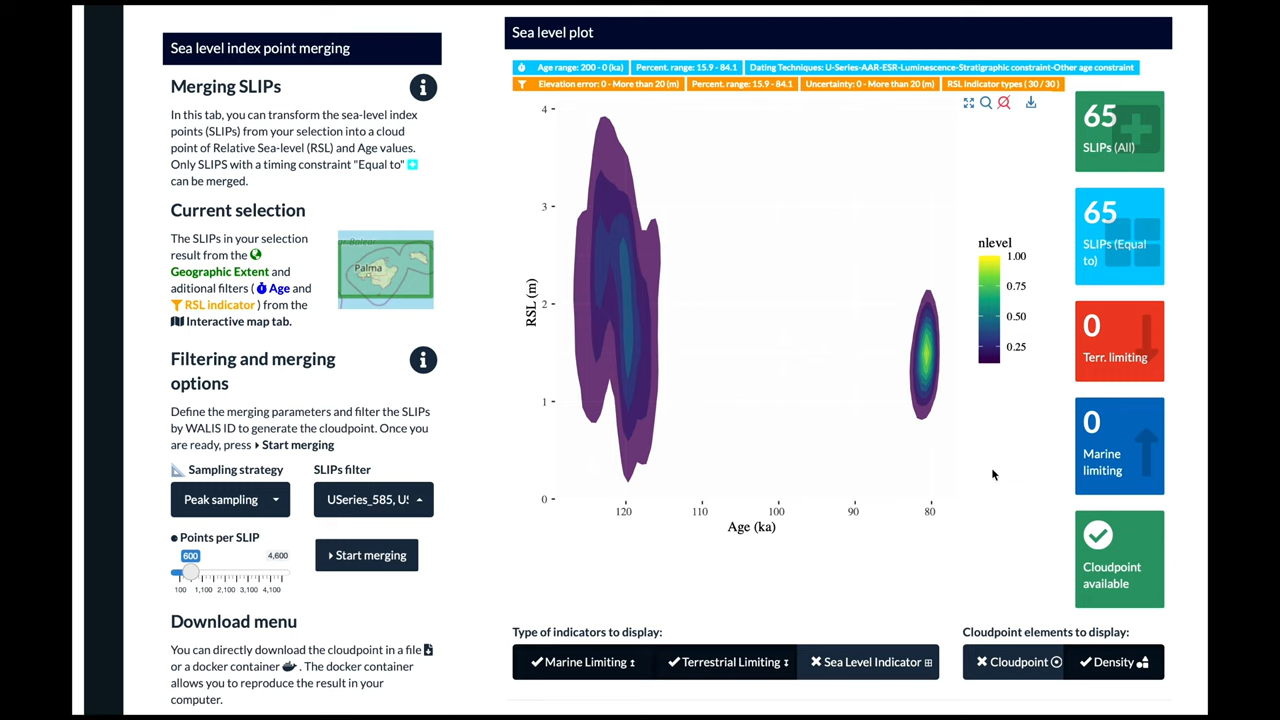 Sea level index point merging
Merging SLIPs
In this tab, you can transform the sea-level index
points (SLIPs) from your selection into a cloud
point of Relative Sea-level (RSL) and Age values.
Only SLIPS with a timing constraint "Equal to"
can be merged.
Current selection
The SLIPs in your selection
result from the
Geographic Extent and
aditional filters ( Age and
RSL indicator ) from the
Interactive map tab.
Palma
Filtering and merging
options
Define the merging parameters and filter the SLIPs
by WALIS ID to generate the cloudpoint. Once you
are ready, press Start merging
Sampling strategy
SLIPs filter
Peak sampling
USeries_585, U
Points per SLIP
600
4,600
100 1,100 2,100 3,100 4,100
Start merging
Download menu
You can directly download the cloudpoint in a file
or a docker container . The docker container
allows you to reproduce the result in your
computer.
Sea level plot
Age range: 200 - 0 (ka)
Percent. range: 15.9 - 84.1
Dating Techniques: U-Series-AAR-ESR-Luminescence-Stratigraphic constraint-Other age constraint
Elevation error: 0 - More than 20 (m)
Percent. range: 15.9 - 84.1
Uncertainty: 0 - More than 20 (m)
RSL Indicator types ( 30 / 30 )
4
3
2
1
0
RSL (m)
120 110 100 90 80
Age (ka)
nlevel
1.00
0.75
0.50
0.25
65
SLIPs (All)
65
SLIPs (Equal
to)
0
Terr. limiting
0
Marine
limiting
Cloudpoint
available
Type of indicators to display:
Marine Limiting
Terrestrial Limiting
Sea Level Indicator
Cloudpoint elements to display:
Cloudpoint
Density